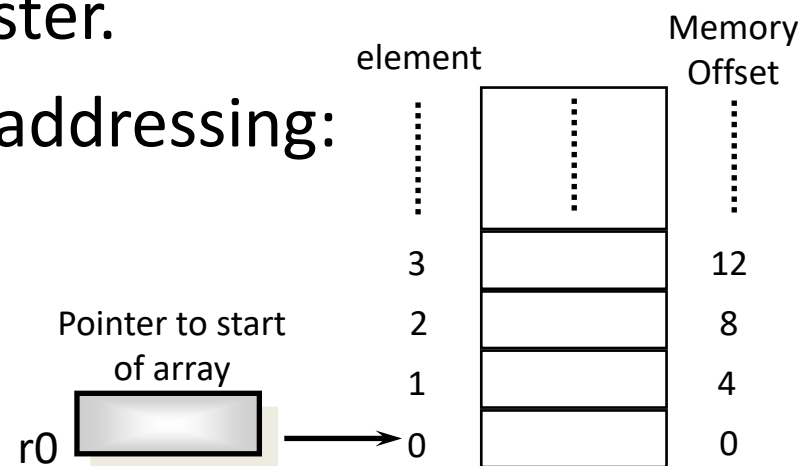 ster.
addressing:
element
Memory
Offset
3 12
Pointer to start
of array
2 8
1 4
r0
0 0